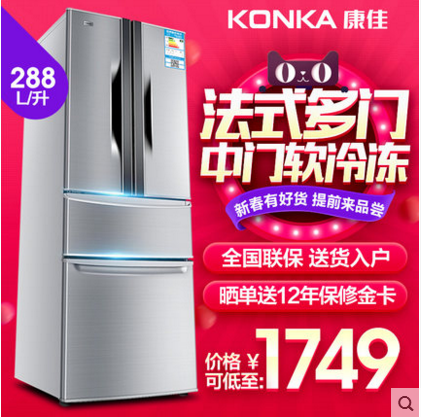 KONKA 康佳
288
L/升
法式多门
中门软冷冻
新春有好货 提前来品尝
全国联保 送货入户
晒单送12年保修金卡
价格￥
可低至:
1749